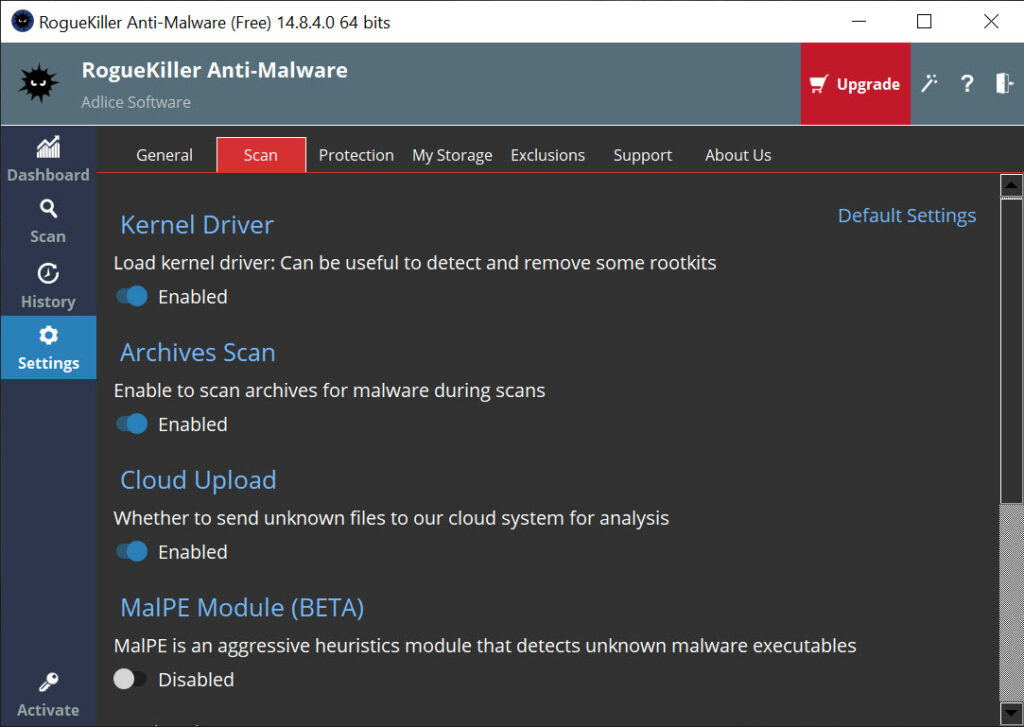 RogueKiller Anti-Malware (Free) 14.8.4.0 64 bits
RogueKiller Anti-Malware
Adlice Software
Upgrade
?
Dashboard
Scan
History
Settings
Activate
General Scan Protection My Storage Exclusions Support About Us
Default Settings
Kernel Driver
Load kernel driver: Can be useful to detect and remove some rootkits
Enabled
Archives Scan
Enable to scan archives for malware during scans
Enabled
Cloud Upload
Whether to send unknown files to our cloud system for analysis
Enabled
MalPE Module (BETA)
MalPE is an aggressive heuristics module that detects unknown malware executables
Disabled